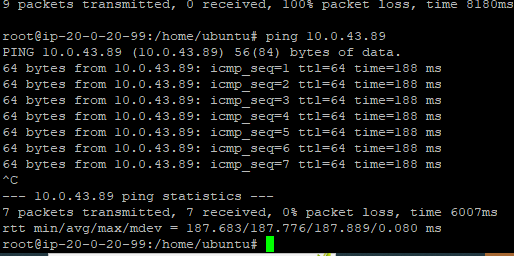 9 packets transmitted, 0 received, 100% packet loss, time 8180ms
root@ip-20-0-20-99:/home/ubuntu# ping 10.0.43.89
PING 10.0.43.89 (10.0.43.89) 56(84) bytes of data.
64 bytes from 10.0.43.89: icmp_seq=1 ttl=64 time=188 ms
64 bytes from 10.0.43.89: icmp_seq=2 ttl=64 time=188 ms
64 bytes from 10.0.43.89: icmp_seq=3 ttl=64 time=188 ms
64 bytes from 10.0.43.89: icmp_seq=4 ttl=64 time=188 ms
64 bytes from 10.0.43.89: icmp_seq=5 ttl=64 time=188 ms
64 bytes from 10.0.43.89: icmp_seq=6 ttl=64 time=188 ms
64 bytes from 10.0.43.89: icmp_seq=7 ttl=64 time=188 ms
^C
--- 10.0.43.89 ping statistics ---
7 packets transmitted, 7 received, 0% packet loss, time 6007ms
rtt min/avg/max/mdev = 187.683/187.776/187.889/0.080 ms
root@ip-20-0-20-99:/home/ubuntu#